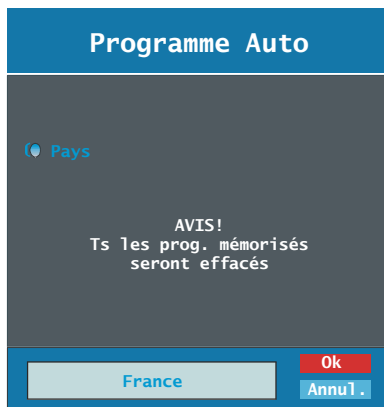 Programme Auto
Pays
AVIS!
Ts les prog. mémorisés
seront effacés
Ok
France
Annul.